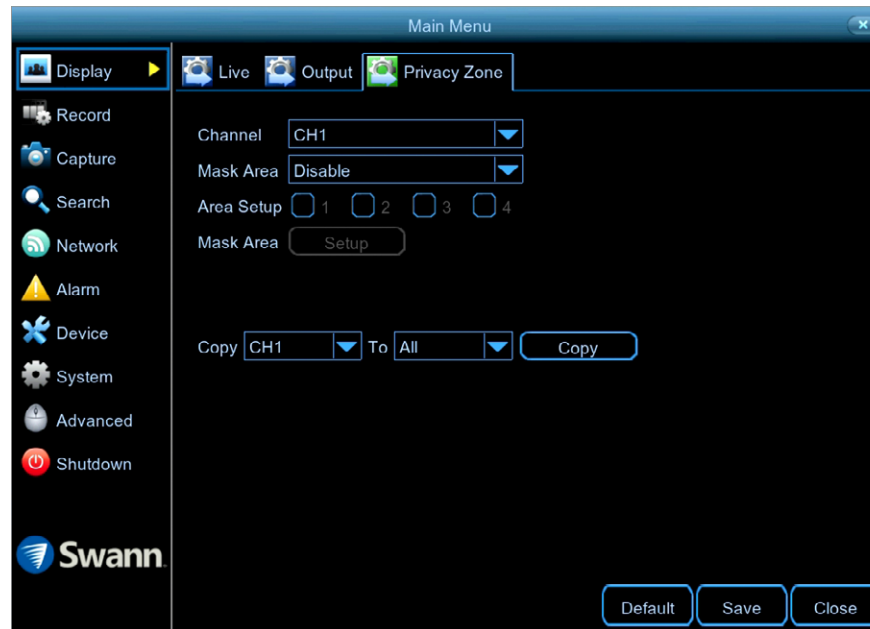 Main Menu
Display
Record
Capture
Search
Network
Alarm
Device
System
Advanced
Shutdown
Swann
Live Output Privacy Zone
Channel CH1
Mask Area Disable
Area Setup 1 2 3 4
Mask Area Setup
Copy CH1 To All Copy
Default Save Close